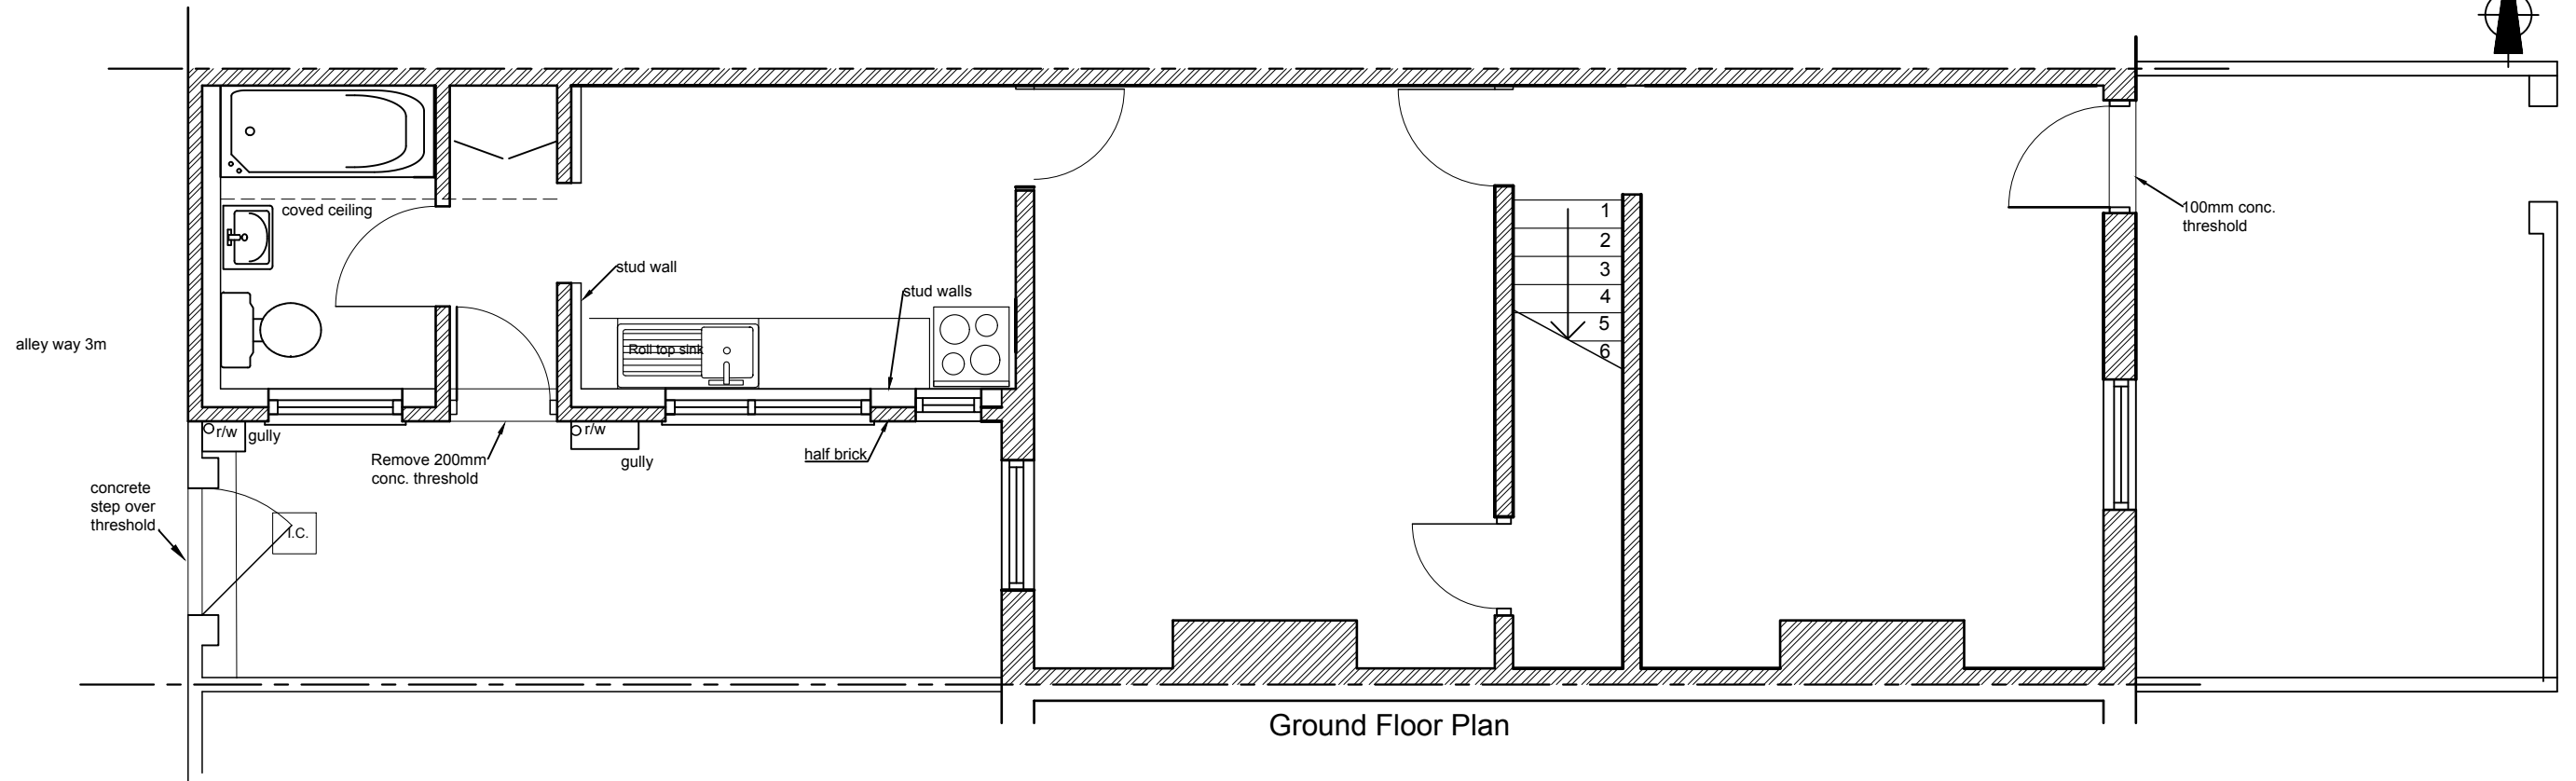 coved ceiling
1
2
3
4
5
6
100mm conc.
threshold
stud wall
stud walls
alley way 3m
Roll top sink
r/w
gully
r/w
gully
Remove 200mm
conc. threshold
half brick
concrete
step over
threshold
I.C.
Ground Floor Plan